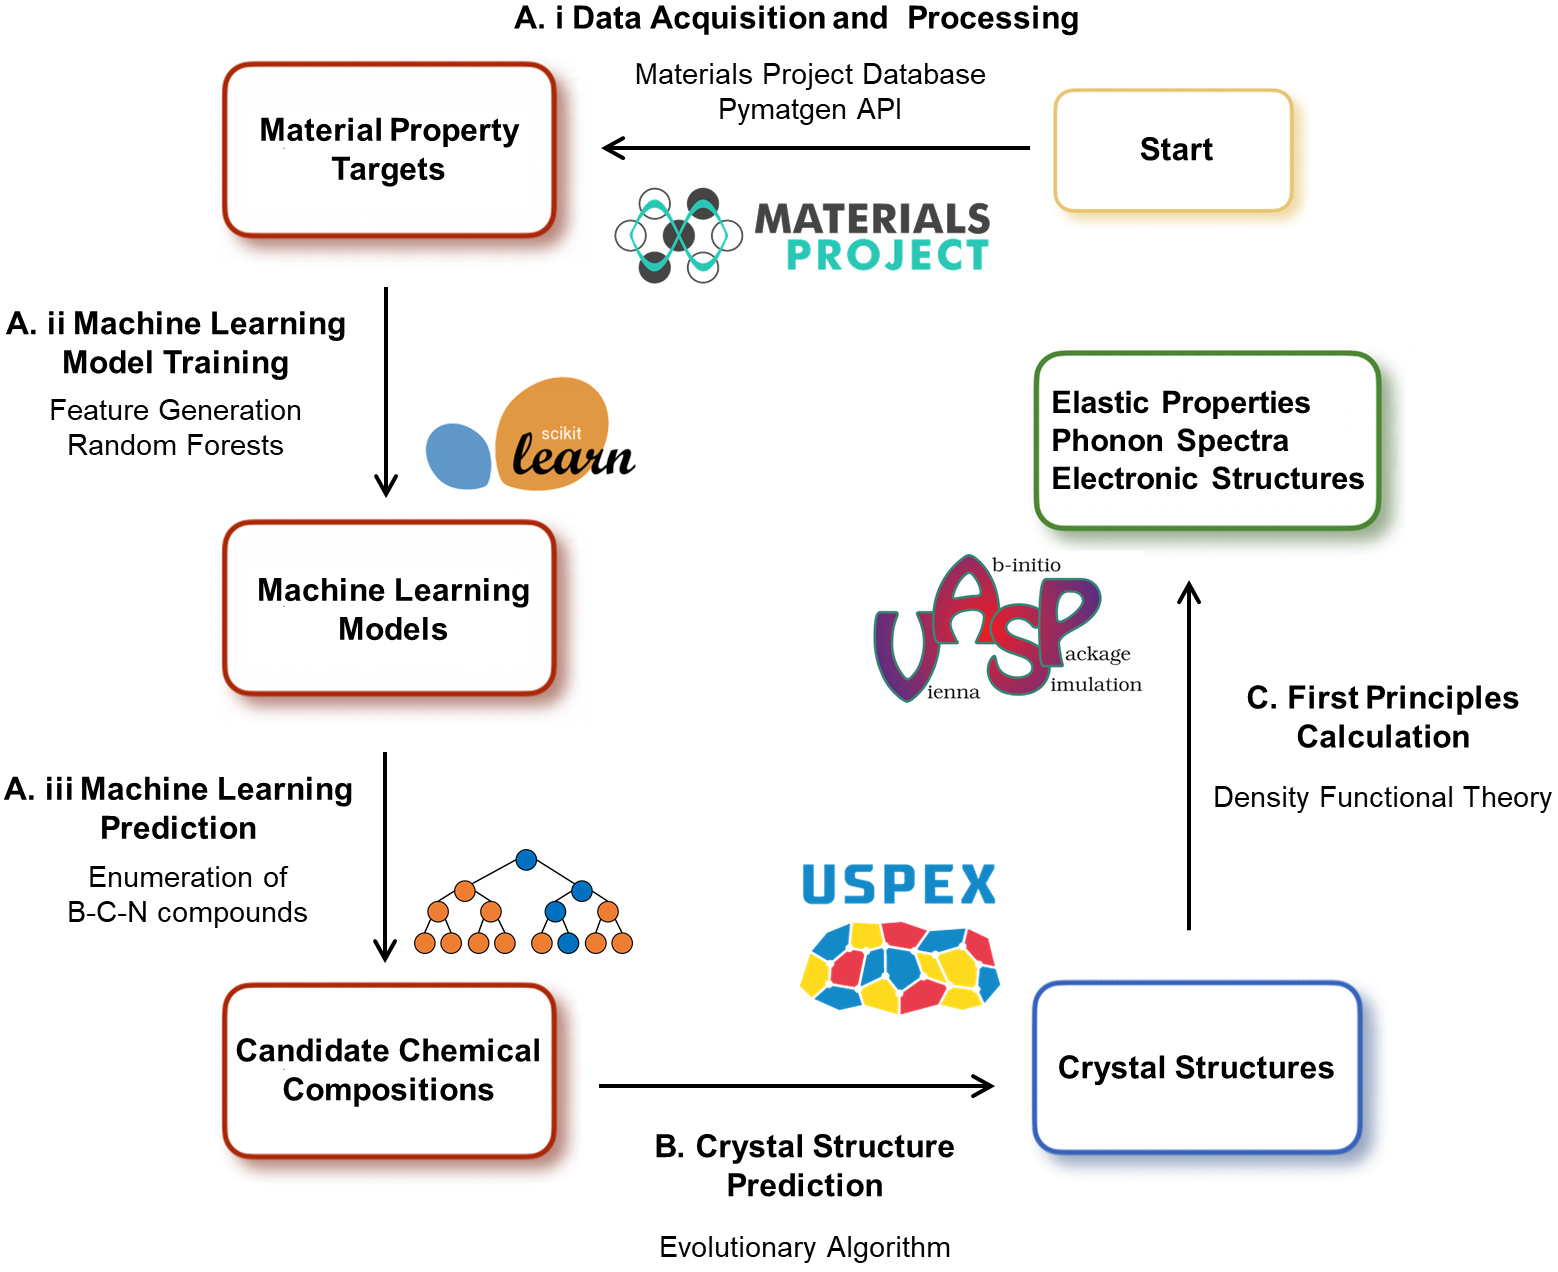 A. i Data Acquisition and Processing
Materials Project Database
Pymatgen API
Start
Material Property
Targets
MATERIALS
PROJECT
A. ii Machine Learning
Model Training
Feature Generation
Random Forests
scikit
learn
Machine Learning
Models
A. iii Machine Learning
Prediction
Enumeration of
B-C-N compounds
Candidate Chemical
Compositions
B. Crystal Structure
Prediction
Evolutionary Algorithm
USPEX
Crystal Structures
C. First Principles
Calculation
Density Functional Theory
VASP
b-initio
ackage
imulation
ienna
Elastic Properties
Phonon Spectra
Electronic Structures